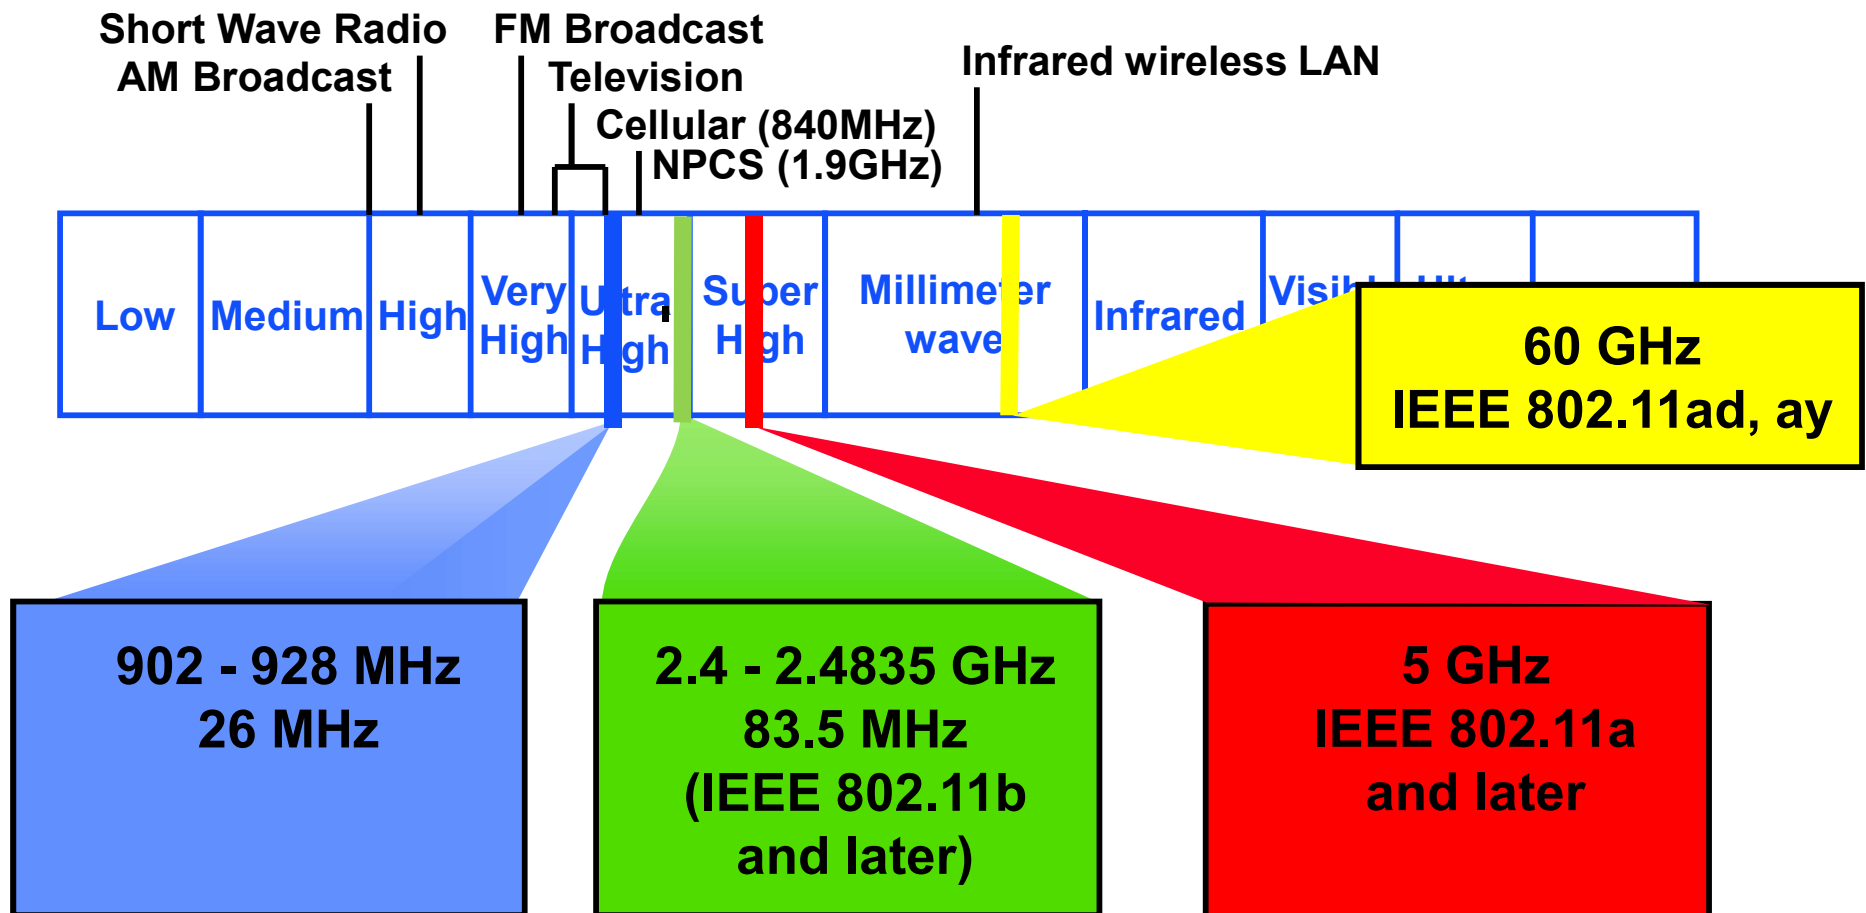 Short Wave Radio
FM Broadcast
AM Broadcast
Television
Infrared wireless LAN
Cellular (840MHz)
NPCS (1.9GHz)
Low
Medium
High
Very
High
Ultra
High
Super
High
Millimeter
wave
Infrared
60 GHz
IEEE 802.11ad, ay
902 - 928 MHz
26 MHz
2.4 - 2.4835 GHz
83.5 MHz
(IEEE 802.11b
and later)
5 GHz
IEEE 802.11a
and later